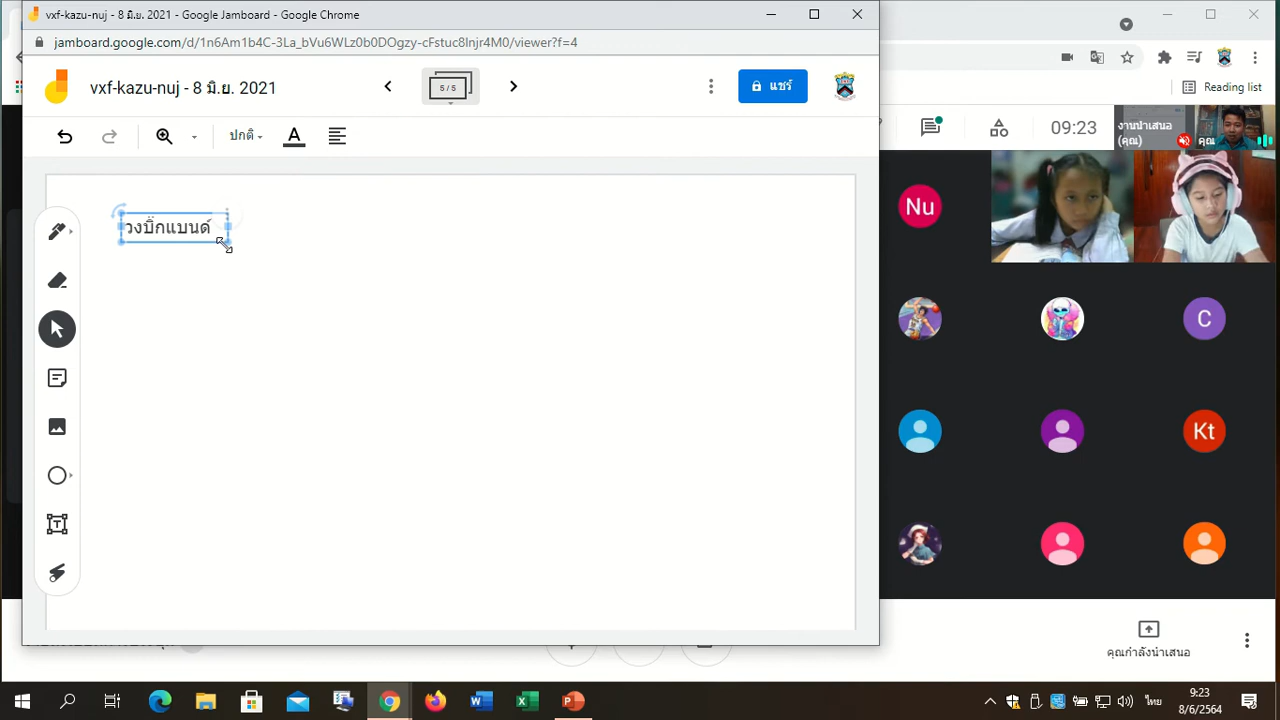 vxf-kazu-nuj - 8 มิ.ย. 2021 - Google Jamboard - Google Chrome
jamboard.google.com/d/1n6Am1b4C-3La_bVu6WLz0b0DOgzy-cFstuc8Injr4M0/viewer?f=4
Reading list
vxf-kazu-nuj - 8 มิ.ย. 2021
5 / 5
แชร์
ปกติ
A
09:23
งานนำเสนอ
(คุณ)
คุณ
วงบิ๊กแบนด์
Nu
C
Kt
T
คุณกำลังนำเสนอ
ไทย
9:23
8/6/2564